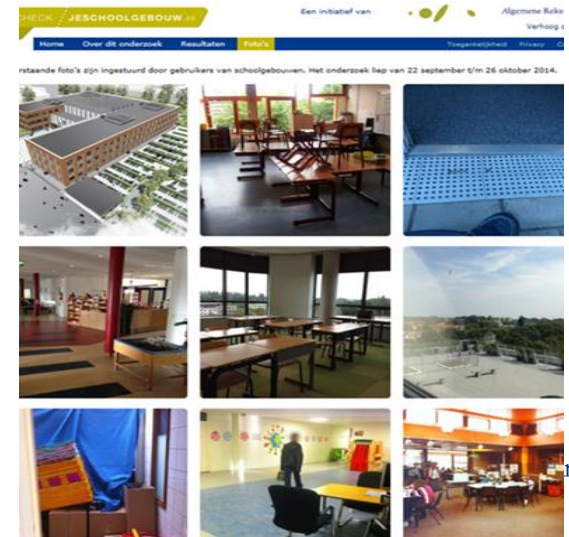 CHECK / JESCHOOLGEBOUW
Een initiatief van
Algemene Reke
Verhoog
Home Over dit onderzoek Resultaten Foto's
Toegankelijkheid Privacy
rstaande foto's zijn ingestuurd door gebruikers van schoolgebouwen. Het onderzoek liep van 22 september t/m 26 oktober 2014.